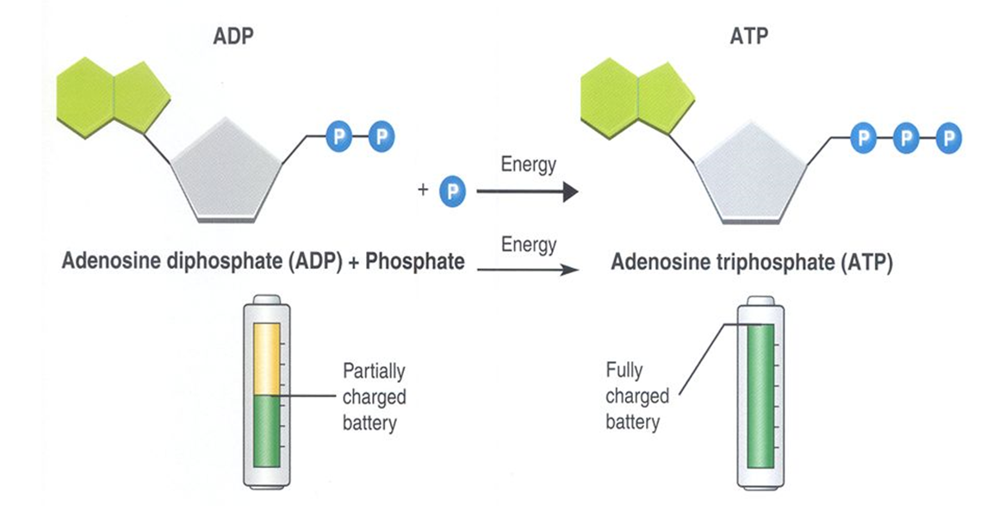 ADP
ATP
P P
P P P
+ P
Energy
Adenosine diphosphate (ADP) + Phosphate
Energy
Adenosine triphosphate (ATP)
Partially
charged
battery
Fully
charged
battery